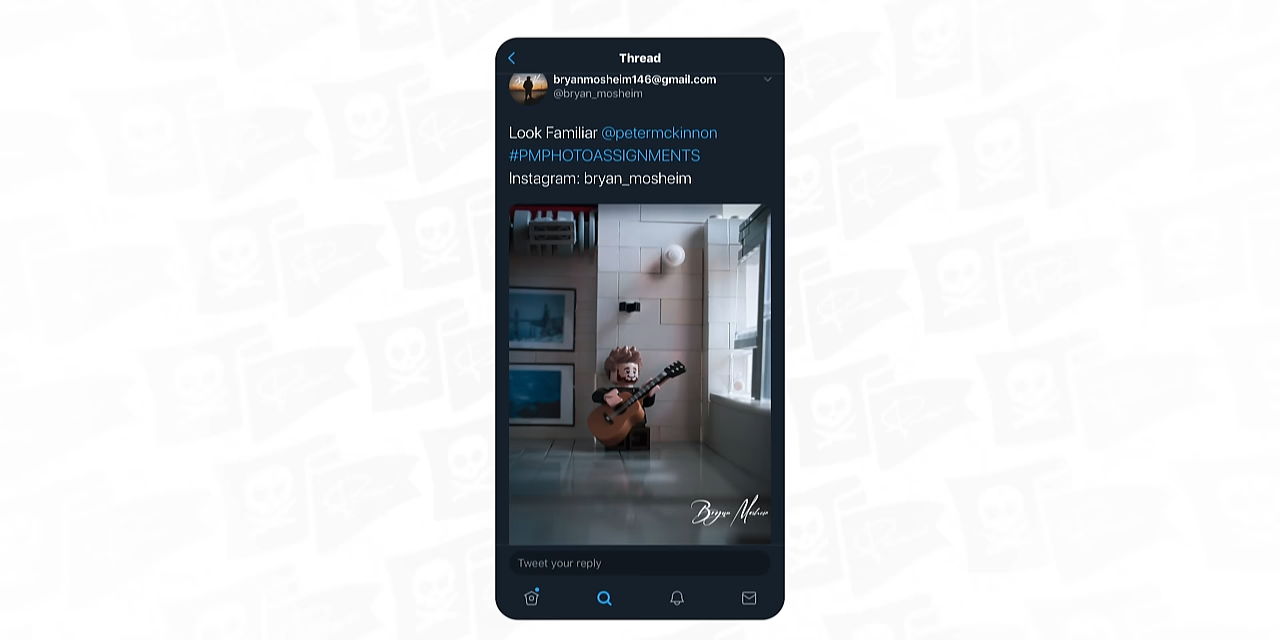 Thread
bryanmosheim146@gmail.com
@bryan_mosheim
Look Familiar @petermckinnon
#PMPHOTOASSIGNMENTS
Instagram: bryan_mosheim
Bryan Mosheim
Tweet your reply